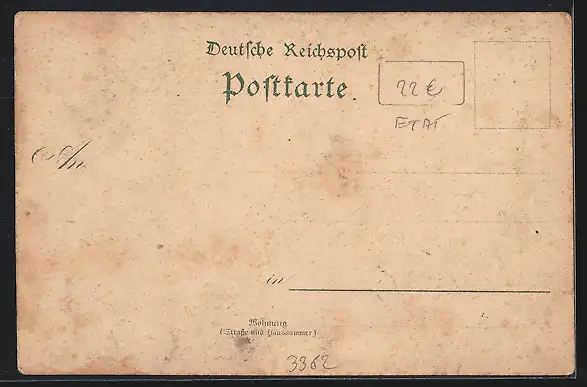 Deutsche Reichspost
Postkarte
22 €
ETAT
An
in
Wohnung
(Straße und Hausnummer)
3362